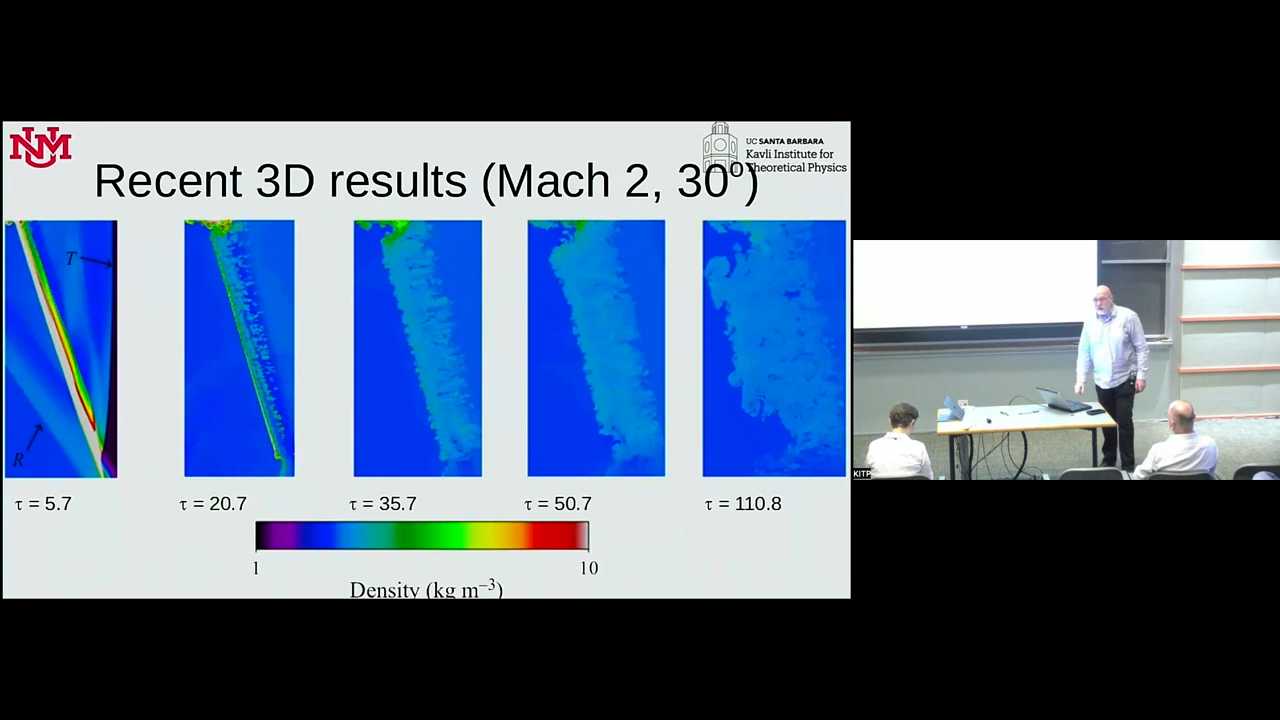 UNM
UC SANTA BARBARA
Kavli Institute for
Theoretical Physics
Recent 3D results (Mach 2, 30º)
T
R
τ = 5.7
τ = 20.7
τ = 35.7
τ = 50.7
τ = 110.8
1
10
Density (kg m⁻³)
KITP